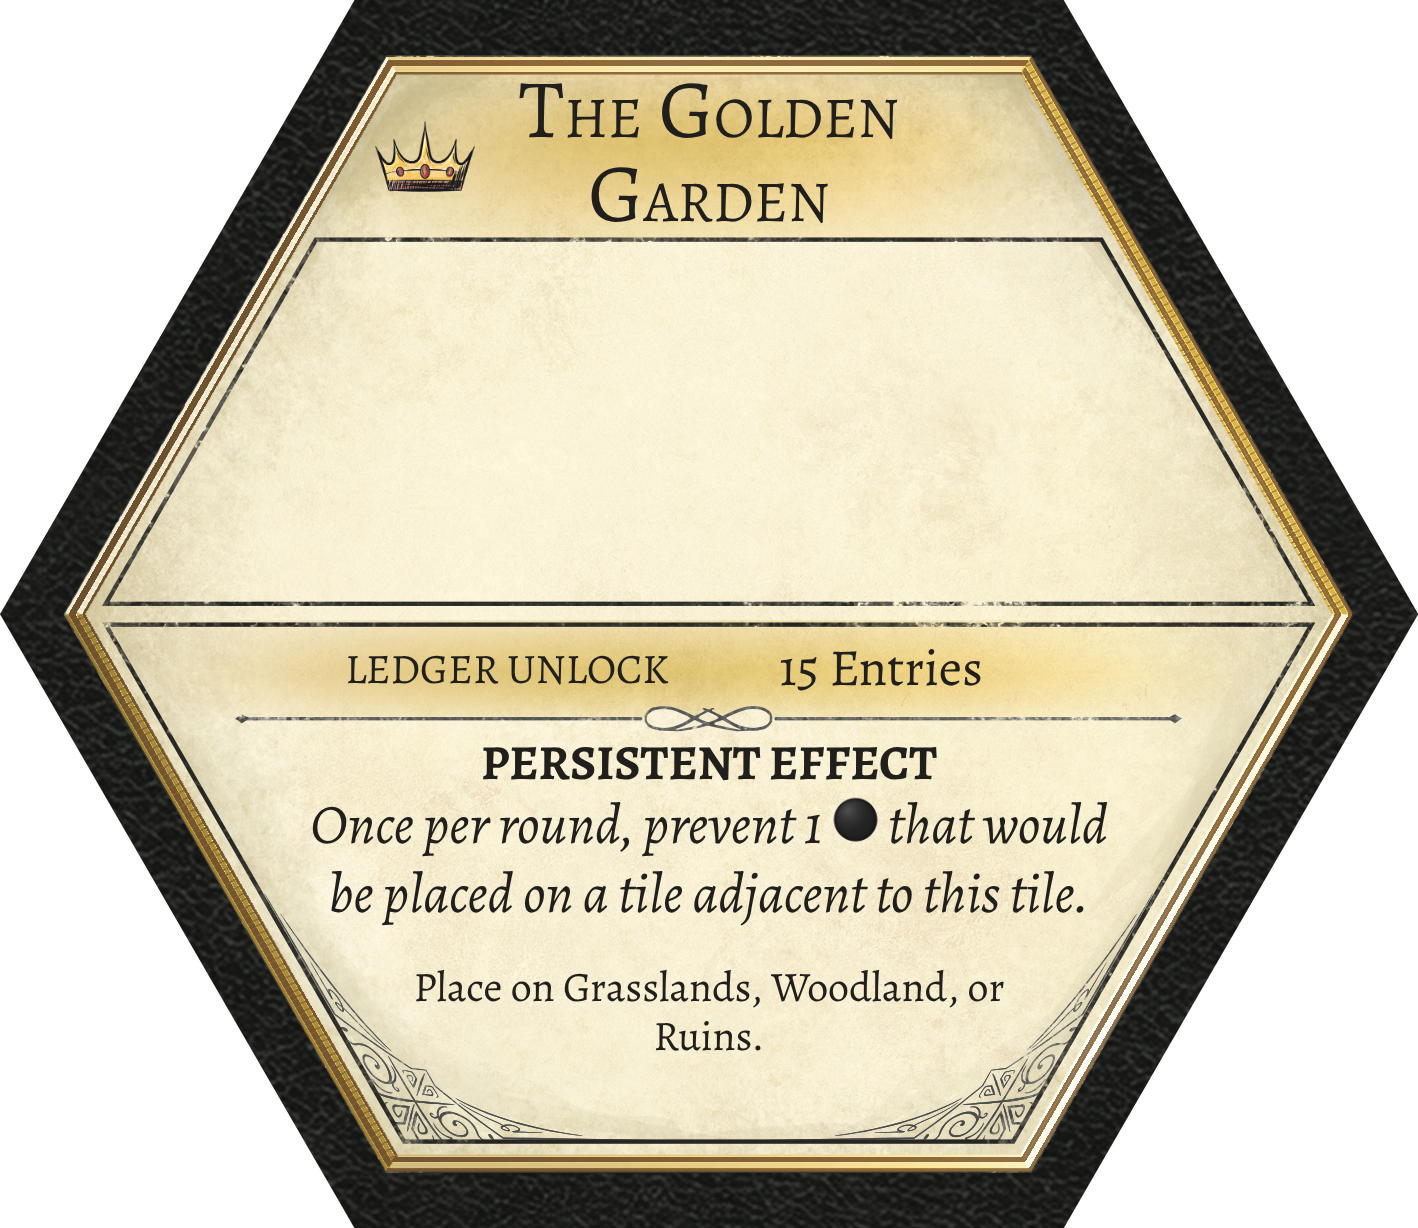 The Golden
Garden
LEDGER UNLOCK 15 Entries
PERSISTENT EFFECT
Once per round, prevent 1 that would
be placed on a tile adjacent to this tile.
Place on Grasslands, Woodland, or
Ruins.